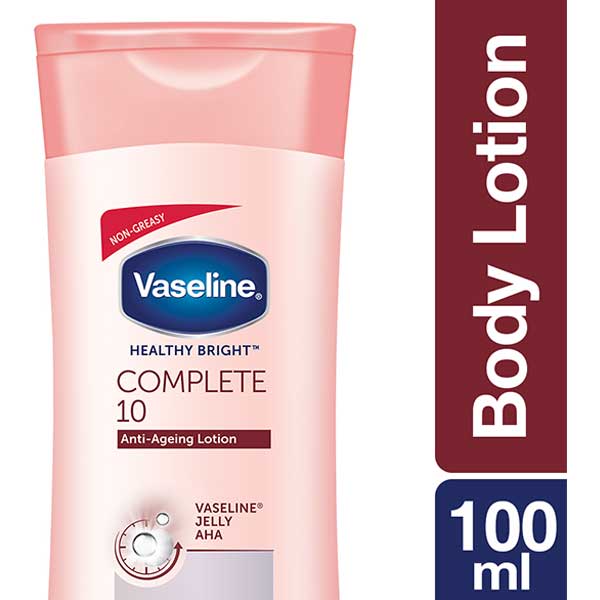 NON-GREASY
Vaseline®
HEALTHY BRIGHT™
COMPLETE
10
Anti-Ageing Lotion
VASELINE®
JELLY
AHA
Body Lotion
100
ml